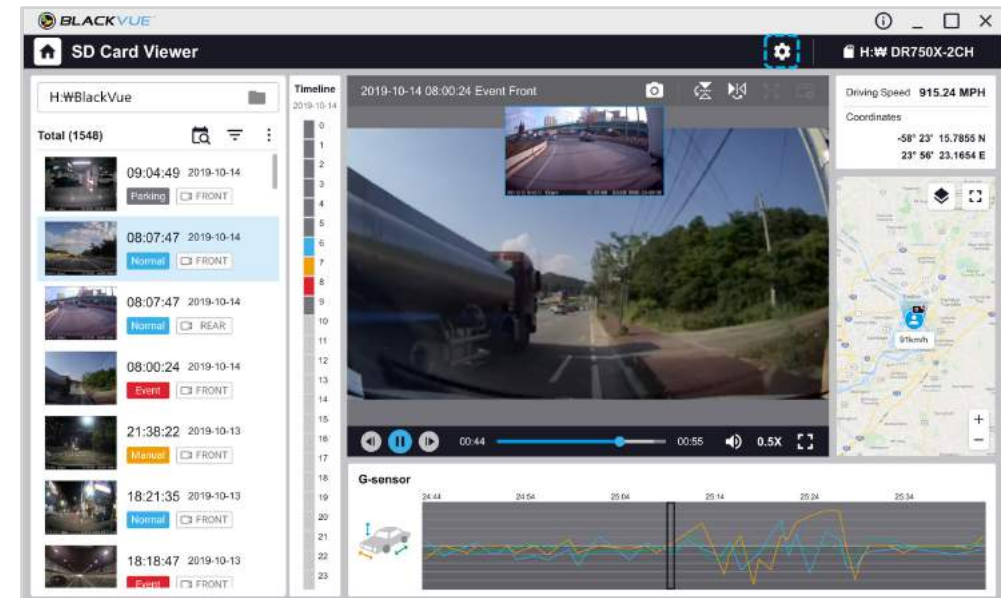 BLACKVUE
SD Card Viewer
H:₩ DR750X-2CH
H:₩BlackVue
Total (1548)
09:04:49 2019-10-14
Parking FRONT
08:07:47 2019-10-14
Normal FRONT
08:07:47 2019-10-14
Normal REAR
08:00:24 2019-10-14
Event FRONT
21:38:22 2019-10-13
Manual FRONT
18:21:35 2019-10-13
Normal FRONT
18:18:47 2019-10-13
Event FRONT
Timeline
2019-10-14
0
1
2
3
4
5
6
7
8
9
10
11
12
13
14
15
16
17
18
19
20
21
22
23
2019-10-14 08:00:24 Event Front
00:44
00:55
0.5X
G-sensor
24:44 24:54 25:04 25:14 25:24 25:34
Driving Speed 915.24 MPH
Coordinates
-58° 23' 15.7855 N
23° 56' 23.1654 E
91km/h
+
−